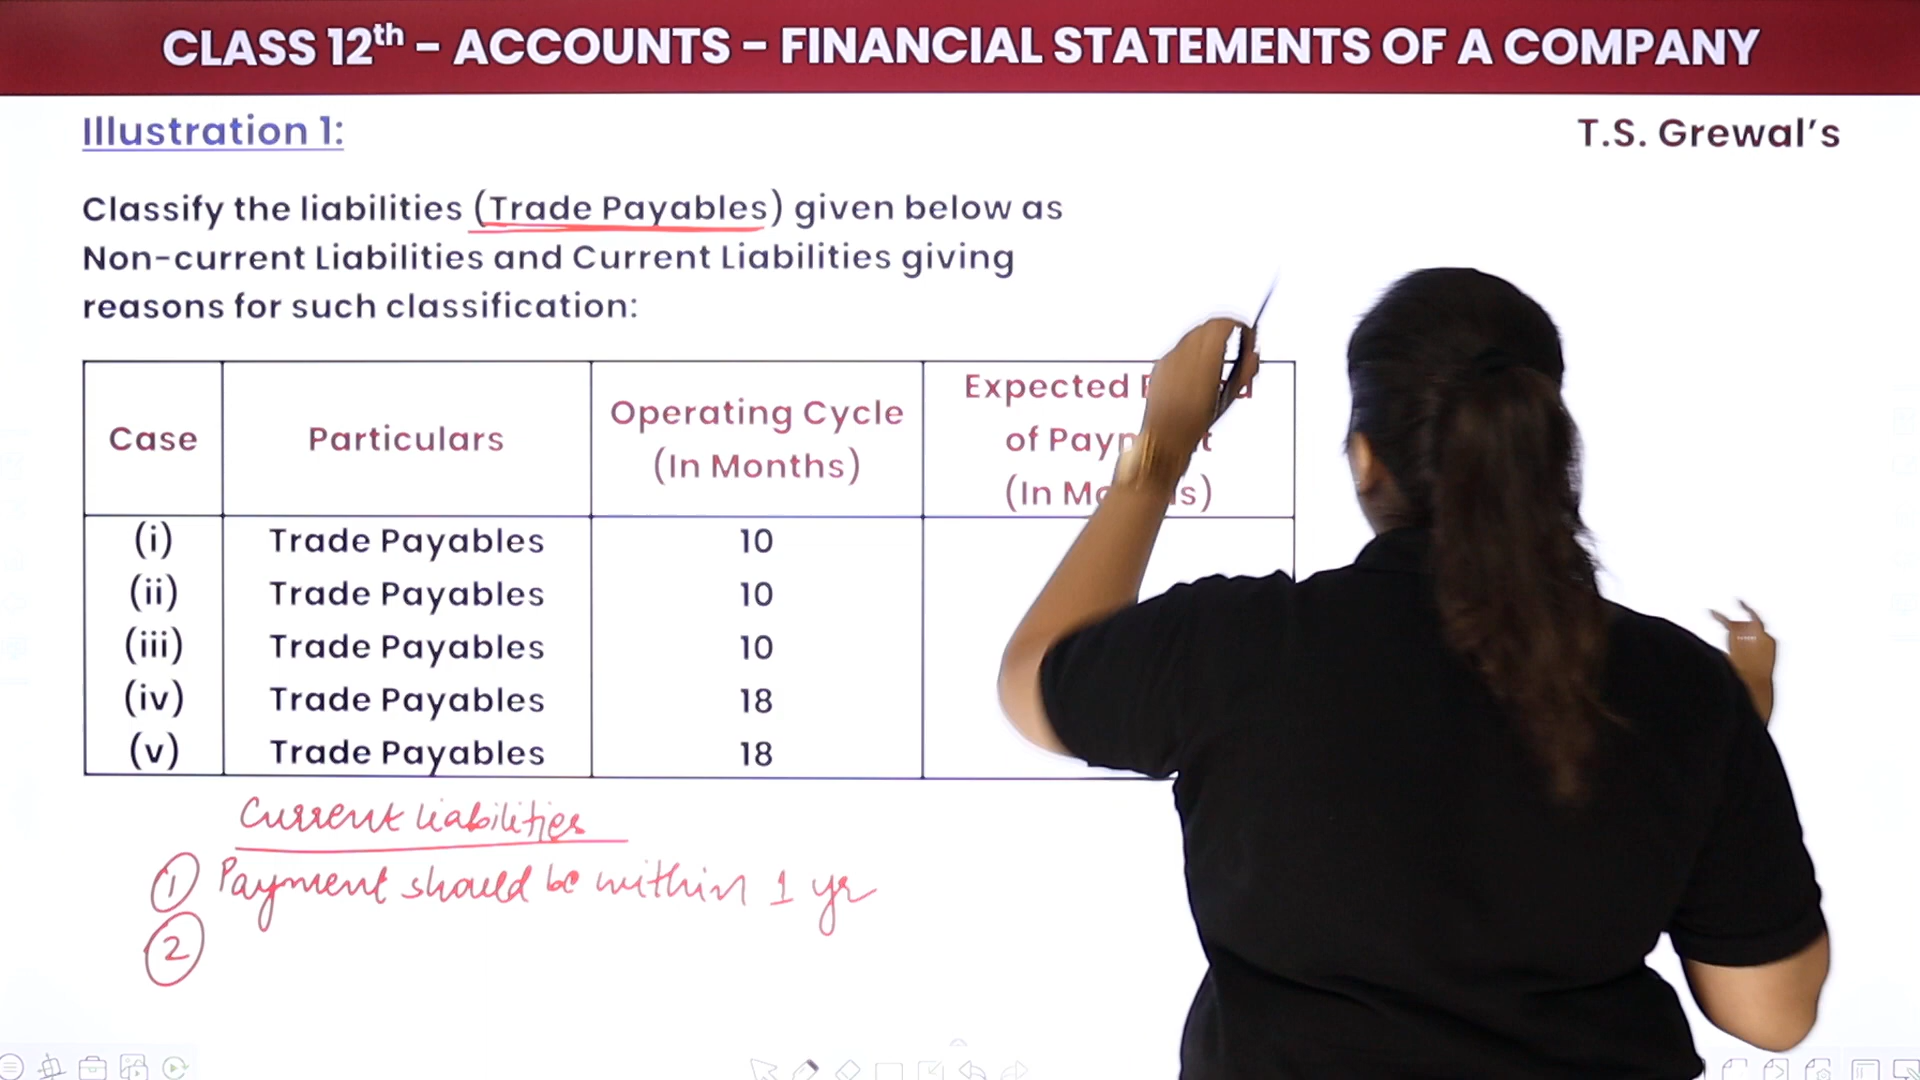 CLASS 12th – ACCOUNTS – FINANCIAL STATEMENTS OF A COMPANY
Illustration 1:
T.S. Grewal’s
Classify the liabilities (Trade Payables) given below as
Non-current Liabilities and Current Liabilities giving
reasons for such classification:
Case
Particulars
Operating Cycle
(In Months)
Expected
of
(In
(i) Trade Payables 10
(ii) Trade Payables 10
(iii) Trade Payables 10
(iv) Trade Payables 18
(v) Trade Payables 18
Current liabilities
1 Payment should be within 1 yr
2